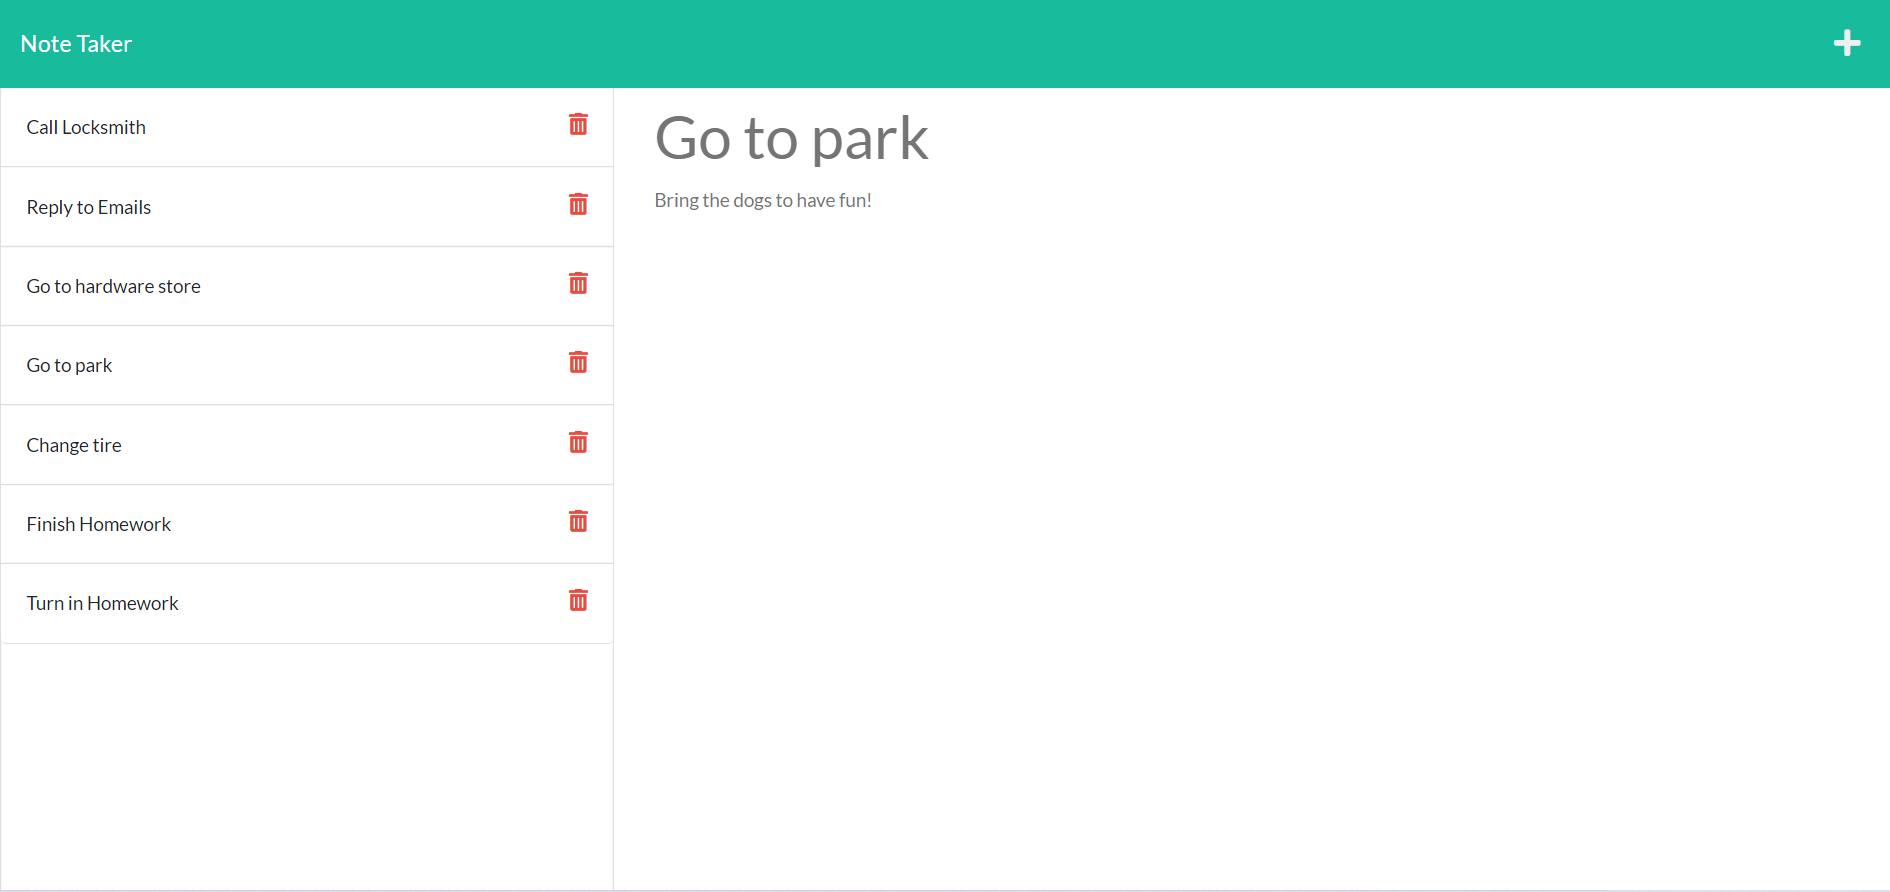 Note Taker
Call Locksmith
Reply to Emails
Go to hardware store
Go to park
Change tire
Finish Homework
Turn in Homework
Go to park
Bring the dogs to have fun!